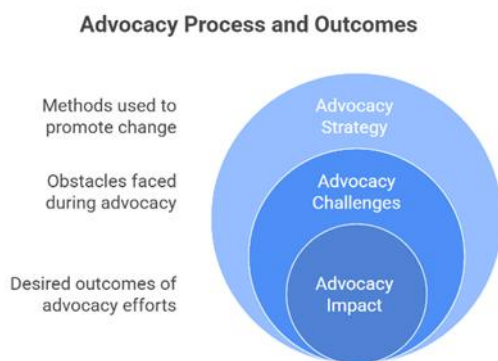 Advocacy Process and Outcomes
Methods used to
promote change
Advocacy
Strategy
Obstacles faced
during advocacy
Advocacy
Challenges
Desired outcomes of
advocacy efforts
Advocacy
Impact